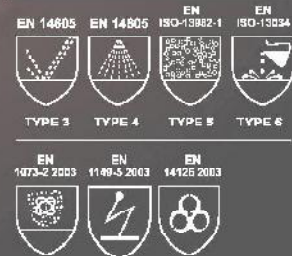 EN 14605
EN 14605
EN
ISO-13982-1
EN
ISO-13034
TYPE 3
TYPE 4
TYPE 5
TYPE 6
EN
1073-2 2003
EN
1149-5 2003
EN
14126 2003